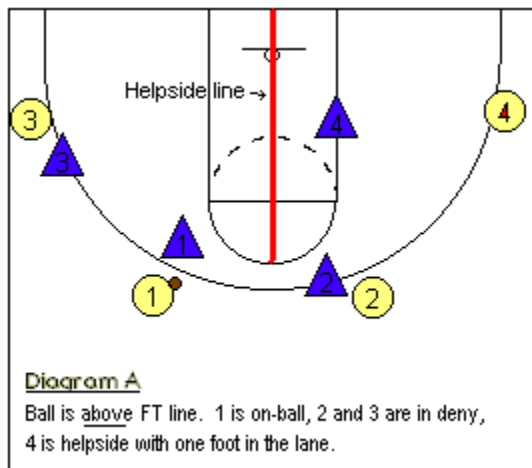 Helpside line
3
4
4
3
1
2
1
2
Diagram A
Ball is above FT line. 1 is on-ball, 2 and 3 are in deny,
4 is helpside with one foot in the lane.